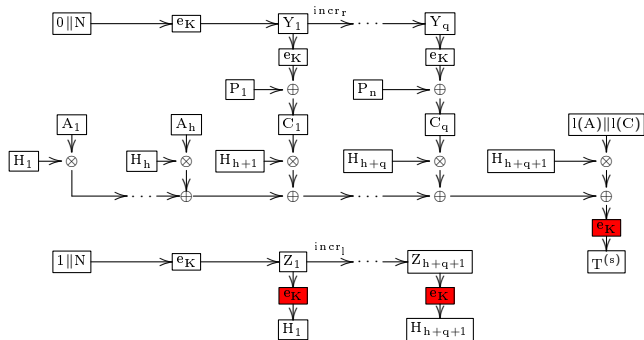 0‖N e_K Y_1 incr_r ··· Y_q
e_K e_K
P_1 ⊕ P_n ⊕
A_1 A_h C_1 C_q l(A)‖l(C)
H_1 ⊗ H_h ⊗ H_{h+1} ⊗ H_{h+q} ⊗ H_{h+q+1} ⊗
··· ⊕ ⊕ ··· ⊕ ⊕
e_K
1‖N e_K Z_1 incr_l ··· Z_{h+q+1} T^{(s)}
e_K e_K
H_1 H_{h+q+1}